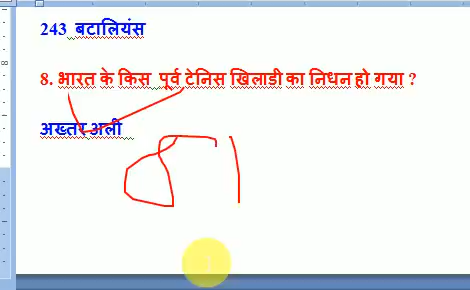 243 बटालियंस
8. भारत के किस पूर्व टेनिस खिलाडी का निधन हो गया ?
अख्तर अली